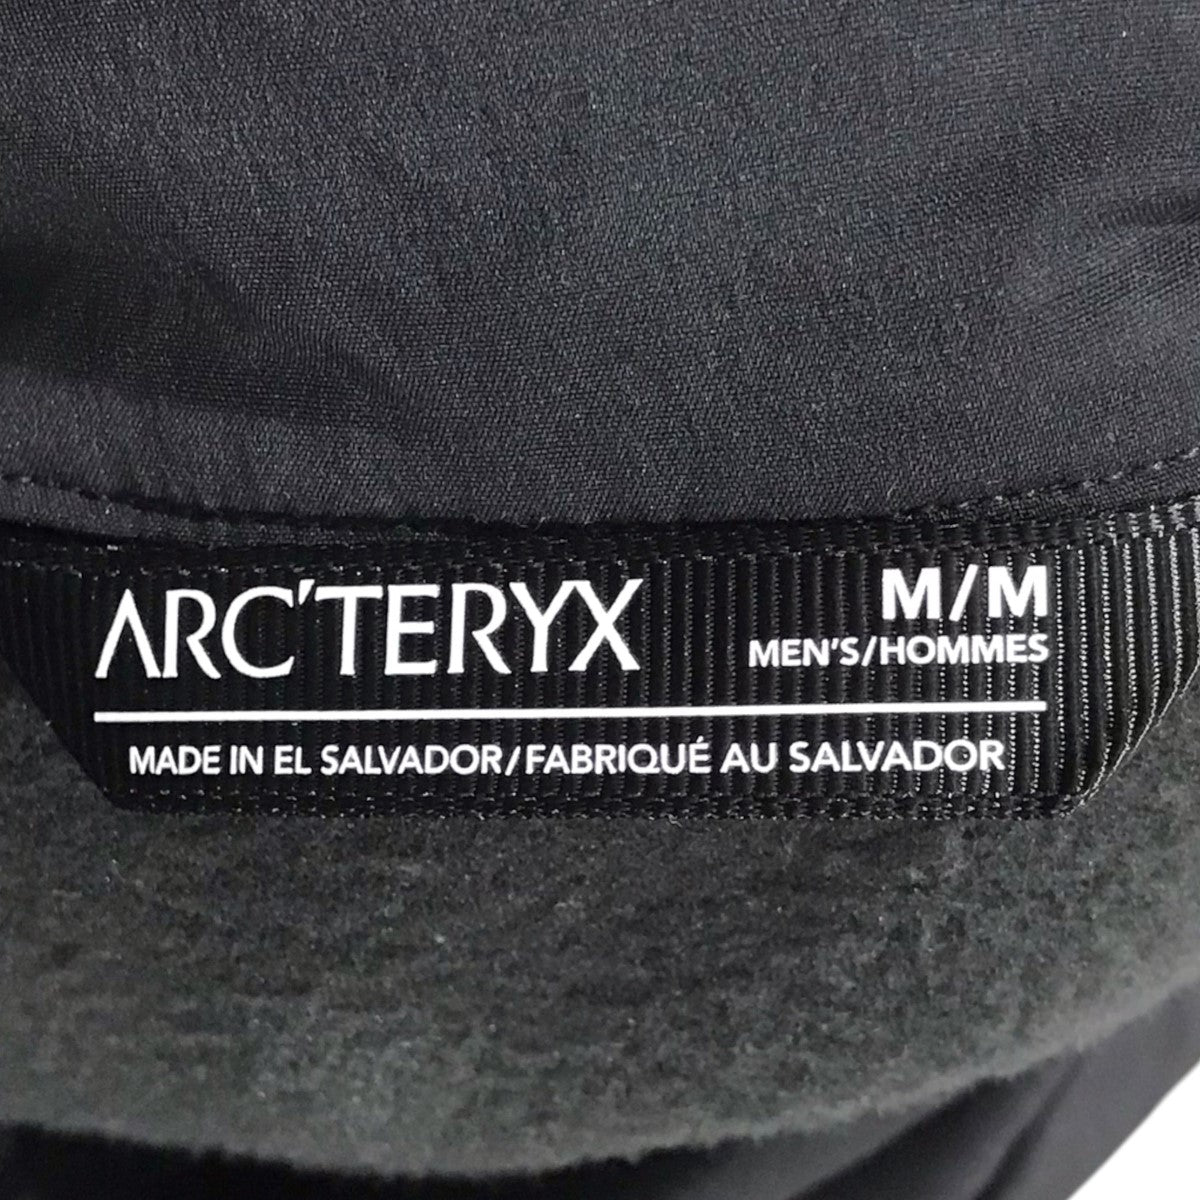 ARC'TERYX
M/M
MEN'S/HOMMES
MADE IN EL SALVADOR/FABRIQUÉ AU SALVADOR